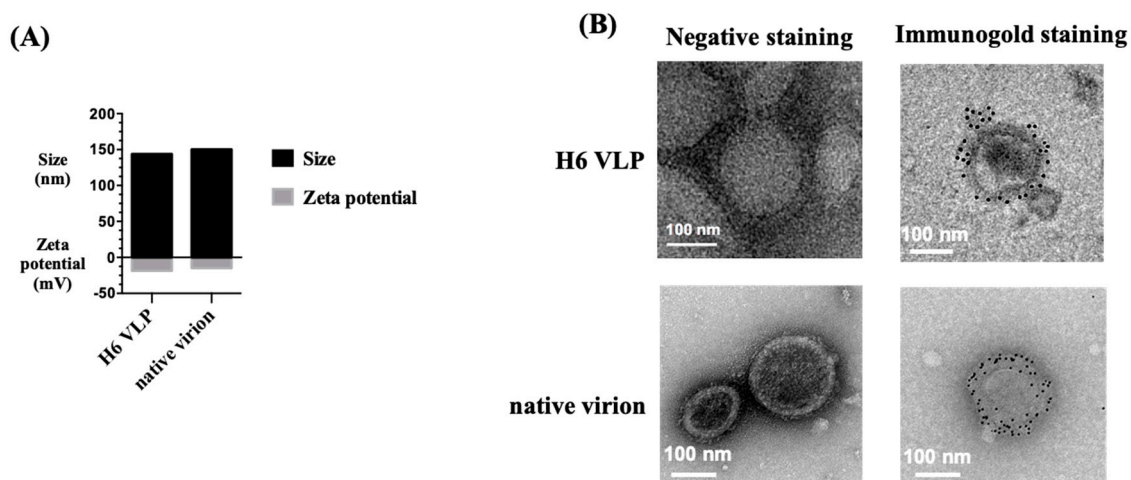 (A)
200
150
100
50
0
-50
Size
(nm)
Zeta
potential
(mV)
H6 VLP
native virion
Size
Zeta potential
(B)
Negative staining
Immunogold staining
H6 VLP
100 nm
100 nm
native virion
100 nm
100 nm